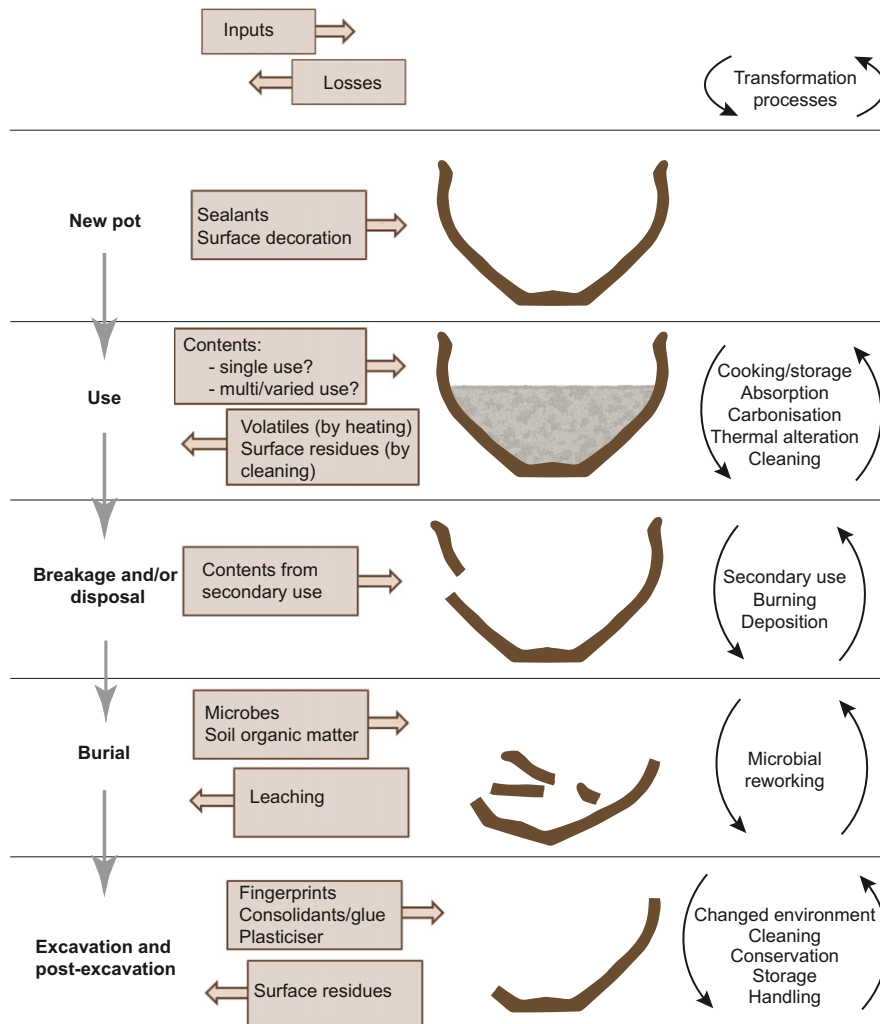 Inputs
Losses
Transformation
processes
New pot
Sealants
Surface decoration
Use
Contents:
- single use?
- multi/varied use?
Volatiles (by heating)
Surface residues (by
cleaning)
Cooking/storage
Absorption
Carbonisation
Thermal alteration
Cleaning
Breakage and/or
disposal
Contents from
secondary use
Secondary use
Burning
Deposition
Burial
Microbes
Soil organic matter
Leaching
Microbial
reworking
Excavation and
post-excavation
Fingerprints
Consolidants/glue
Plasticiser
Surface residues
Changed environment
Cleaning
Conservation
Storage
Handling